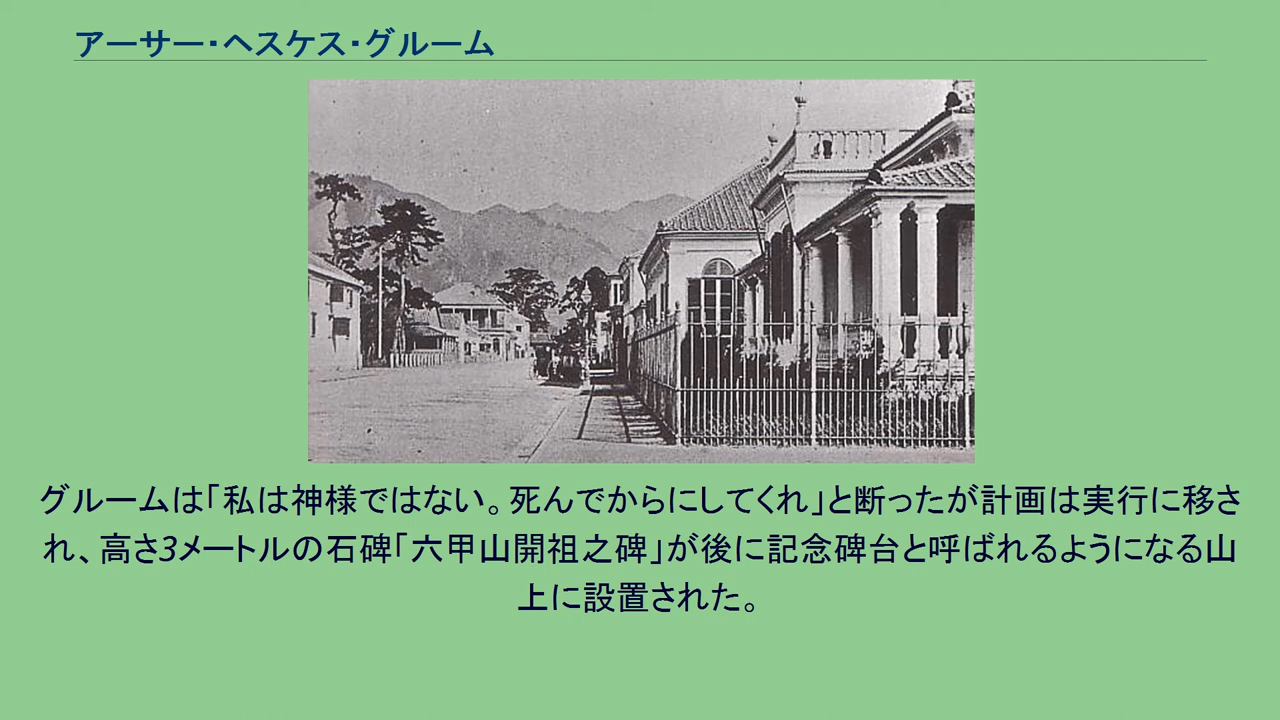 アーサー・ヘスケス・グルーム
グルームは「私は神様ではない。死んでからにしてくれ」と断ったが計画は実行に移さ
れ、高さ3メートルの石碑「六甲山開祖之碑」が後に記念碑台と呼ばれるようになる山
上に設置された。